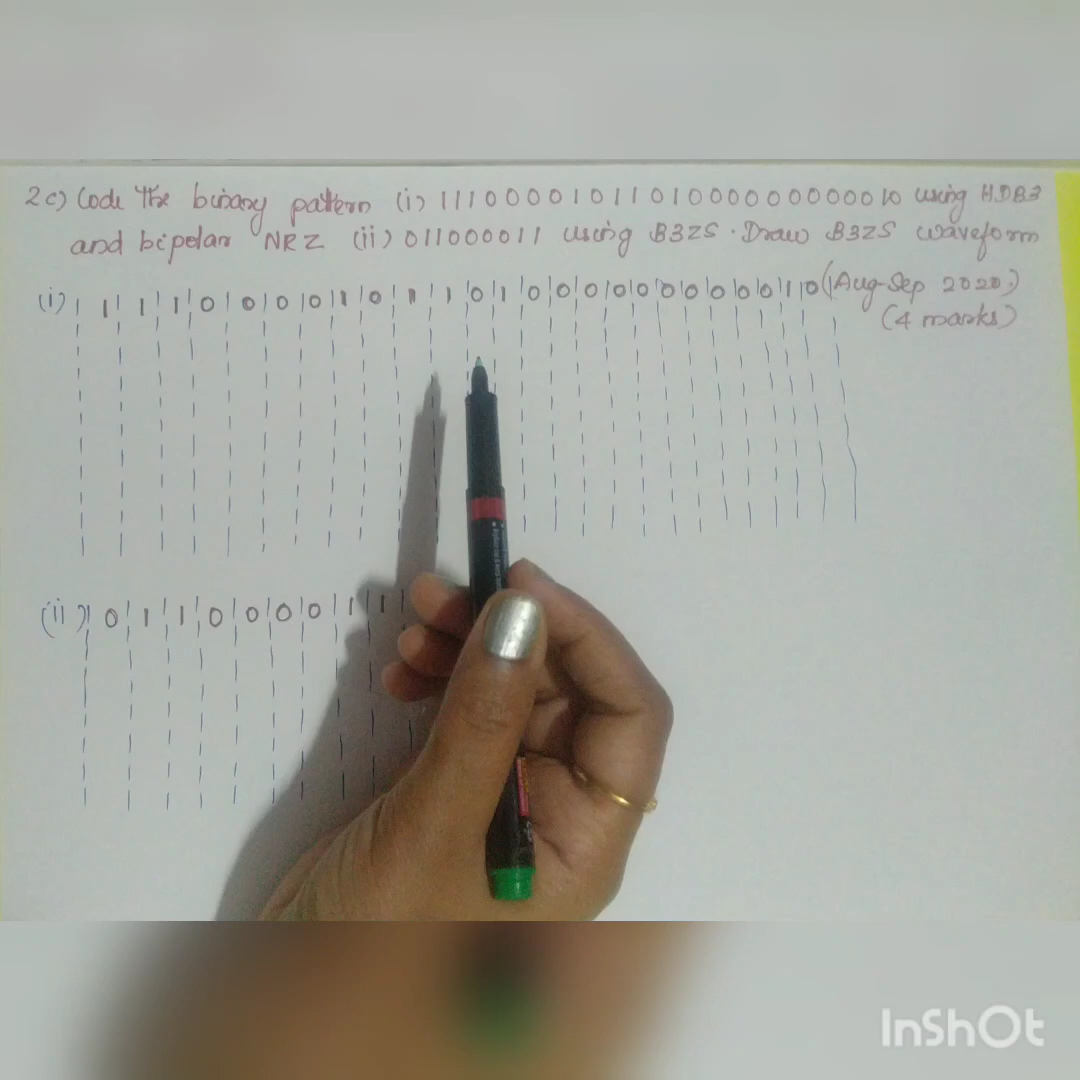 2c) Code The binary pattern (i) 1110000101101000000000010 using HDB3
and bipolar NRZ (ii) 011000011 using B3ZS. Draw B3ZS waveform
(i) 1 1 1 0 0 0 0 1 0 1 1 0 1 0 0 0 0 0 0 0 0 0 0 1 0 (Aug-Sep 2020)
(4 marks)
(ii) 0 1 1 0 0 0 0 1 1
InShOt